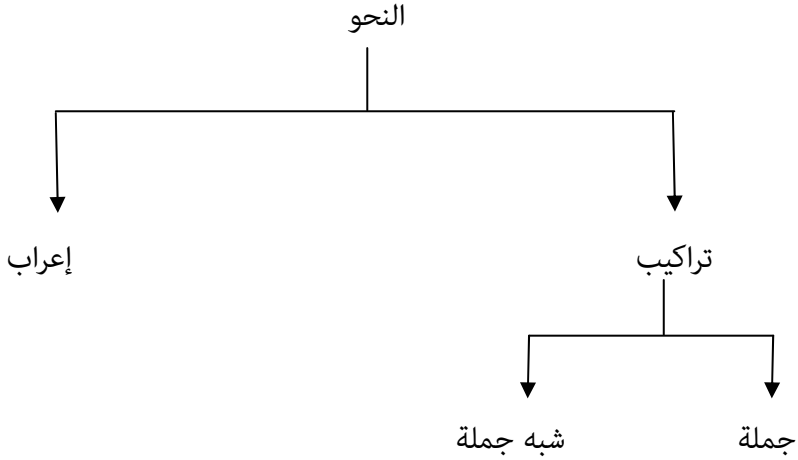 النحو
تراكيب
إعراب
جملة
شبه جملة